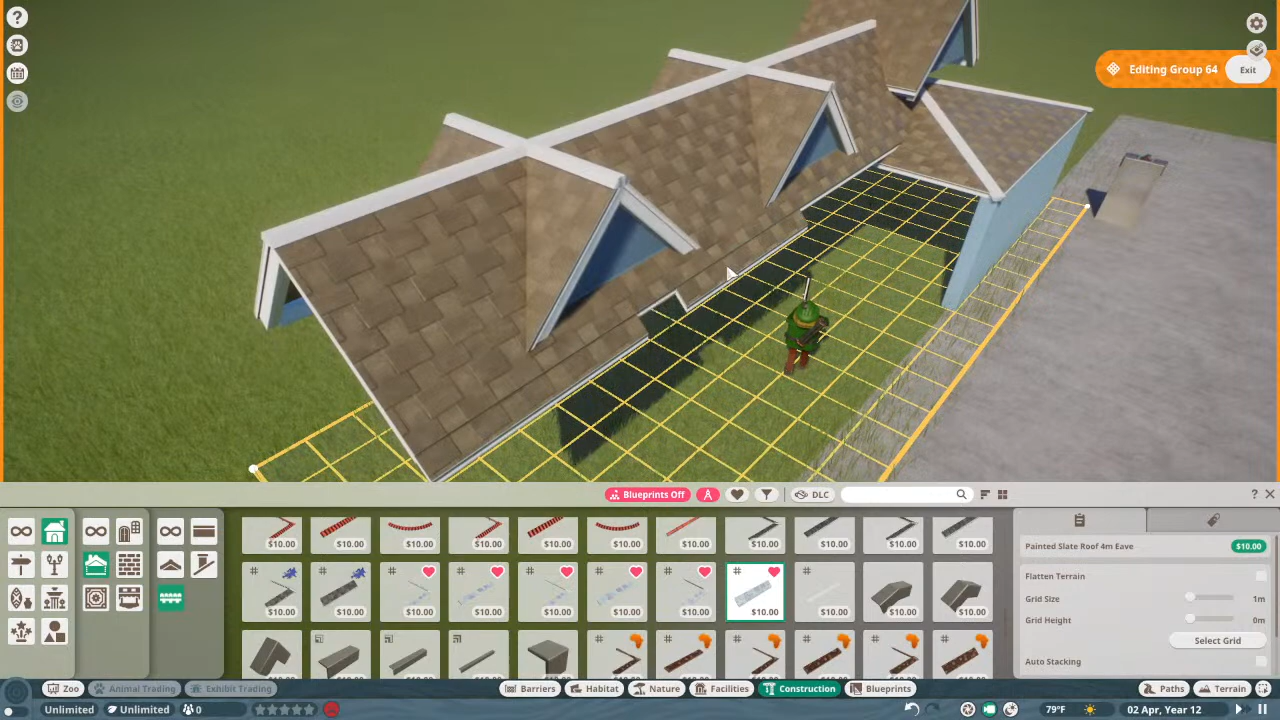 ?
Editing Group 64
Exit
Blueprints Off
DLC
?
$10.00 $10.00 $10.00 $10.00 $10.00 $10.00 $10.00 $10.00 $10.00 $10.00 $10.00
$10.00 $10.00 $10.00 $10.00 $10.00 $10.00 $10.00 $10.00 $10.00 $10.00 $10.00
Painted Slate Roof 4m Eave $10.00
Flatten Terrain
Grid Size 1m
Grid Height 0m
Select Grid
Auto Stacking
Zoo Animal Trading Exhibit Trading Barriers Habitat Nature Facilities Construction Blueprints Paths Terrain
Unlimited Unlimited 0 79°F 02 Apr, Year 12